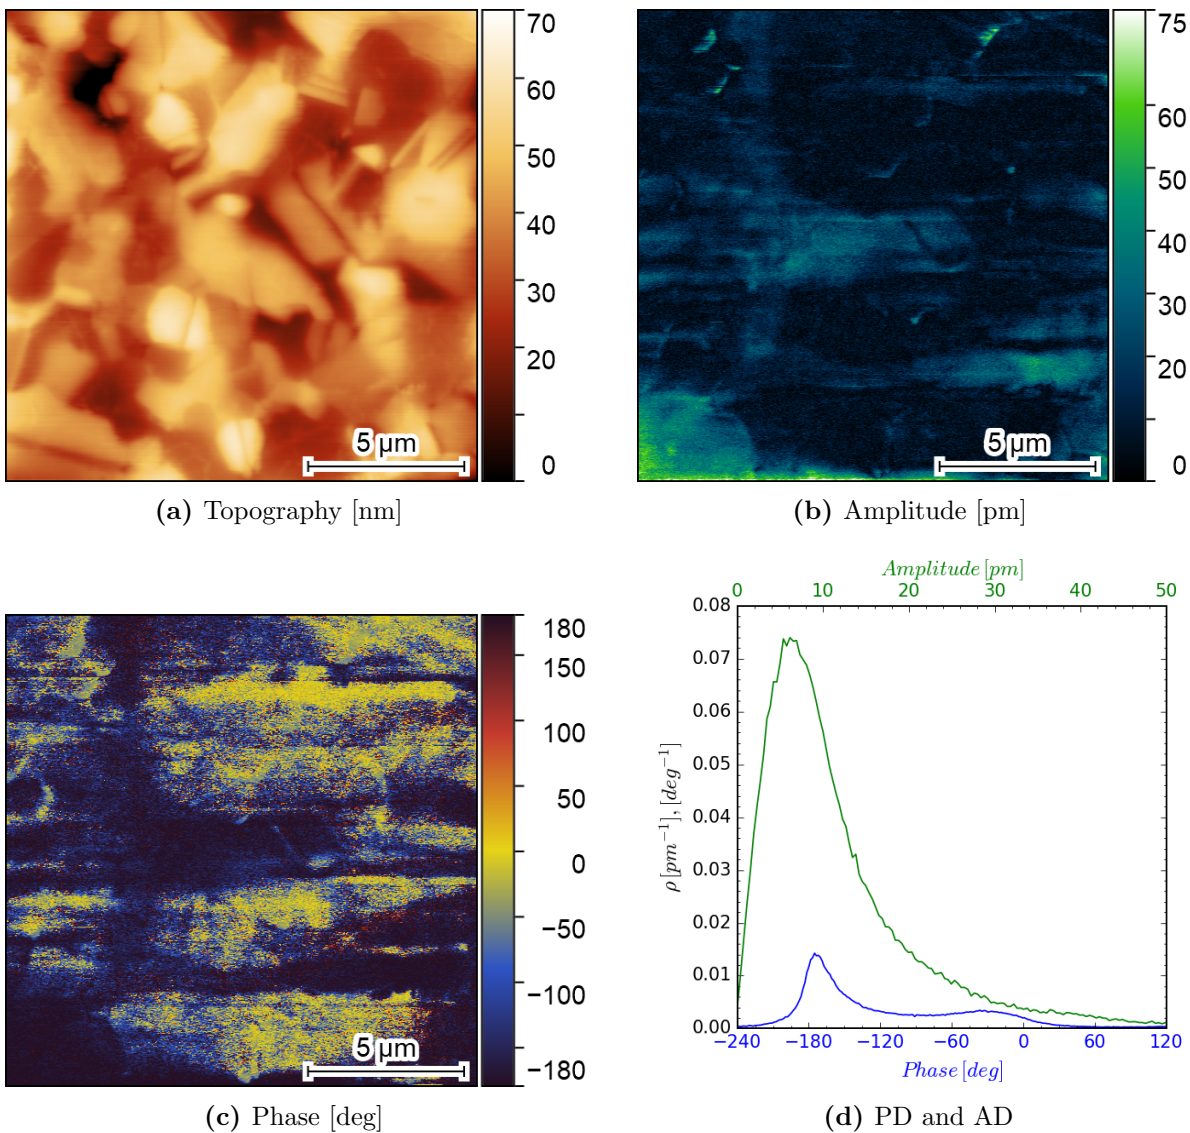 70
60
50
40
30
20
0
5 µm
(a) Topography [nm]
75
60
50
40
30
20
0
5 µm
(b) Amplitude [pm]
180
150
100
50
0
−50
−100
−180
5 µm
(c) Phase [deg]
Amplitude [pm]
0 10 20 30 40 50
0.08
0.07
0.06
0.05
0.04
0.03
0.02
0.01
0.00
ρ [pm⁻¹], [deg⁻¹]
−240 −180 −120 −60 0 60 120
Phase [deg]
(d) PD and AD